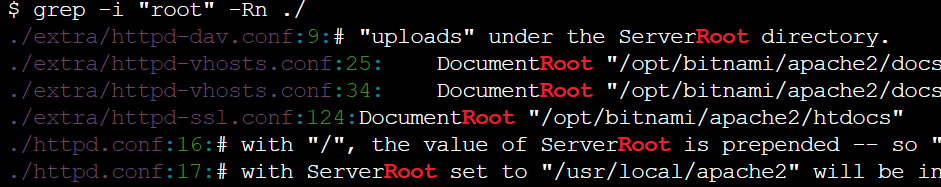 $ grep -i "root" -Rn ./
./extra/httpd-dav.conf:9:# "uploads" under the ServerRoot directory.
./extra/httpd-vhosts.conf:25:    DocumentRoot "/opt/bitnami/apache2/docs
./extra/httpd-vhosts.conf:34:    DocumentRoot "/opt/bitnami/apache2/docs
./extra/httpd-ssl.conf:124:DocumentRoot "/opt/bitnami/apache2/htdocs"
./httpd.conf:16:# with "/", the value of ServerRoot is prepended -- so "
./httpd.conf:17:# with ServerRoot set to "/usr/local/apache2" will be in